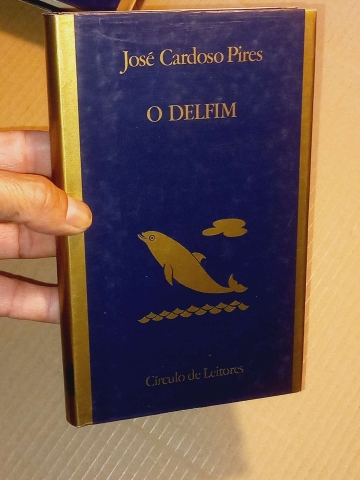 José Cardoso Pires
O DELFIM
Círculo de Leitores